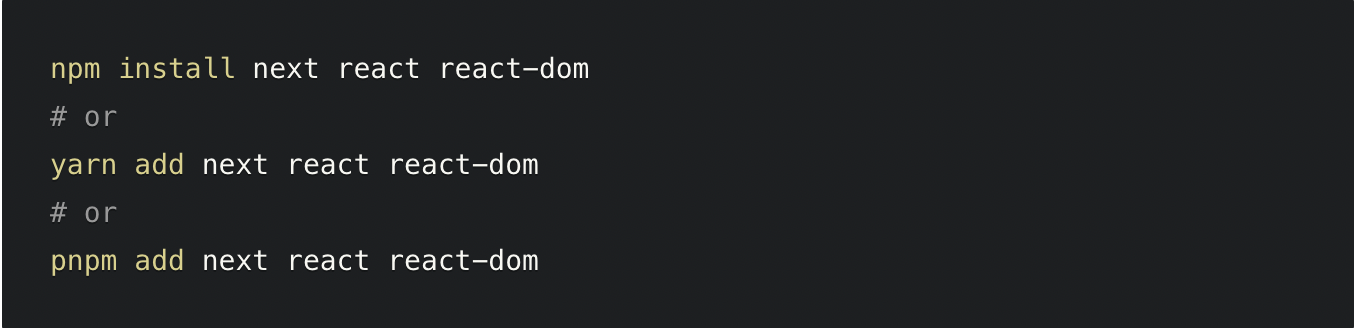 npm install next react react-dom
# or
yarn add next react react-dom
# or
pnpm add next react react-dom